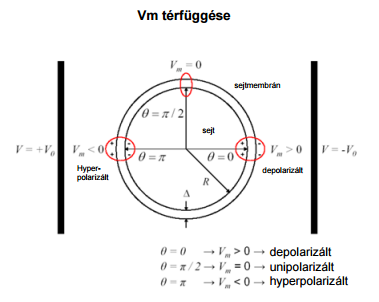 Vm térfüggése
V_m = 0
sejtmembrán
θ = π / 2
sejt
V = +V_0
V_m < 0
θ = π
θ = 0
V_m > 0
V = -V_0
Hyper-
polarizált
R
depolarizált
Δ
θ = 0 → V_m > 0 → depolarizált
θ = π / 2 → V_m = 0 → unipolarizált
θ = π → V_m < 0 → hyperpolarizált